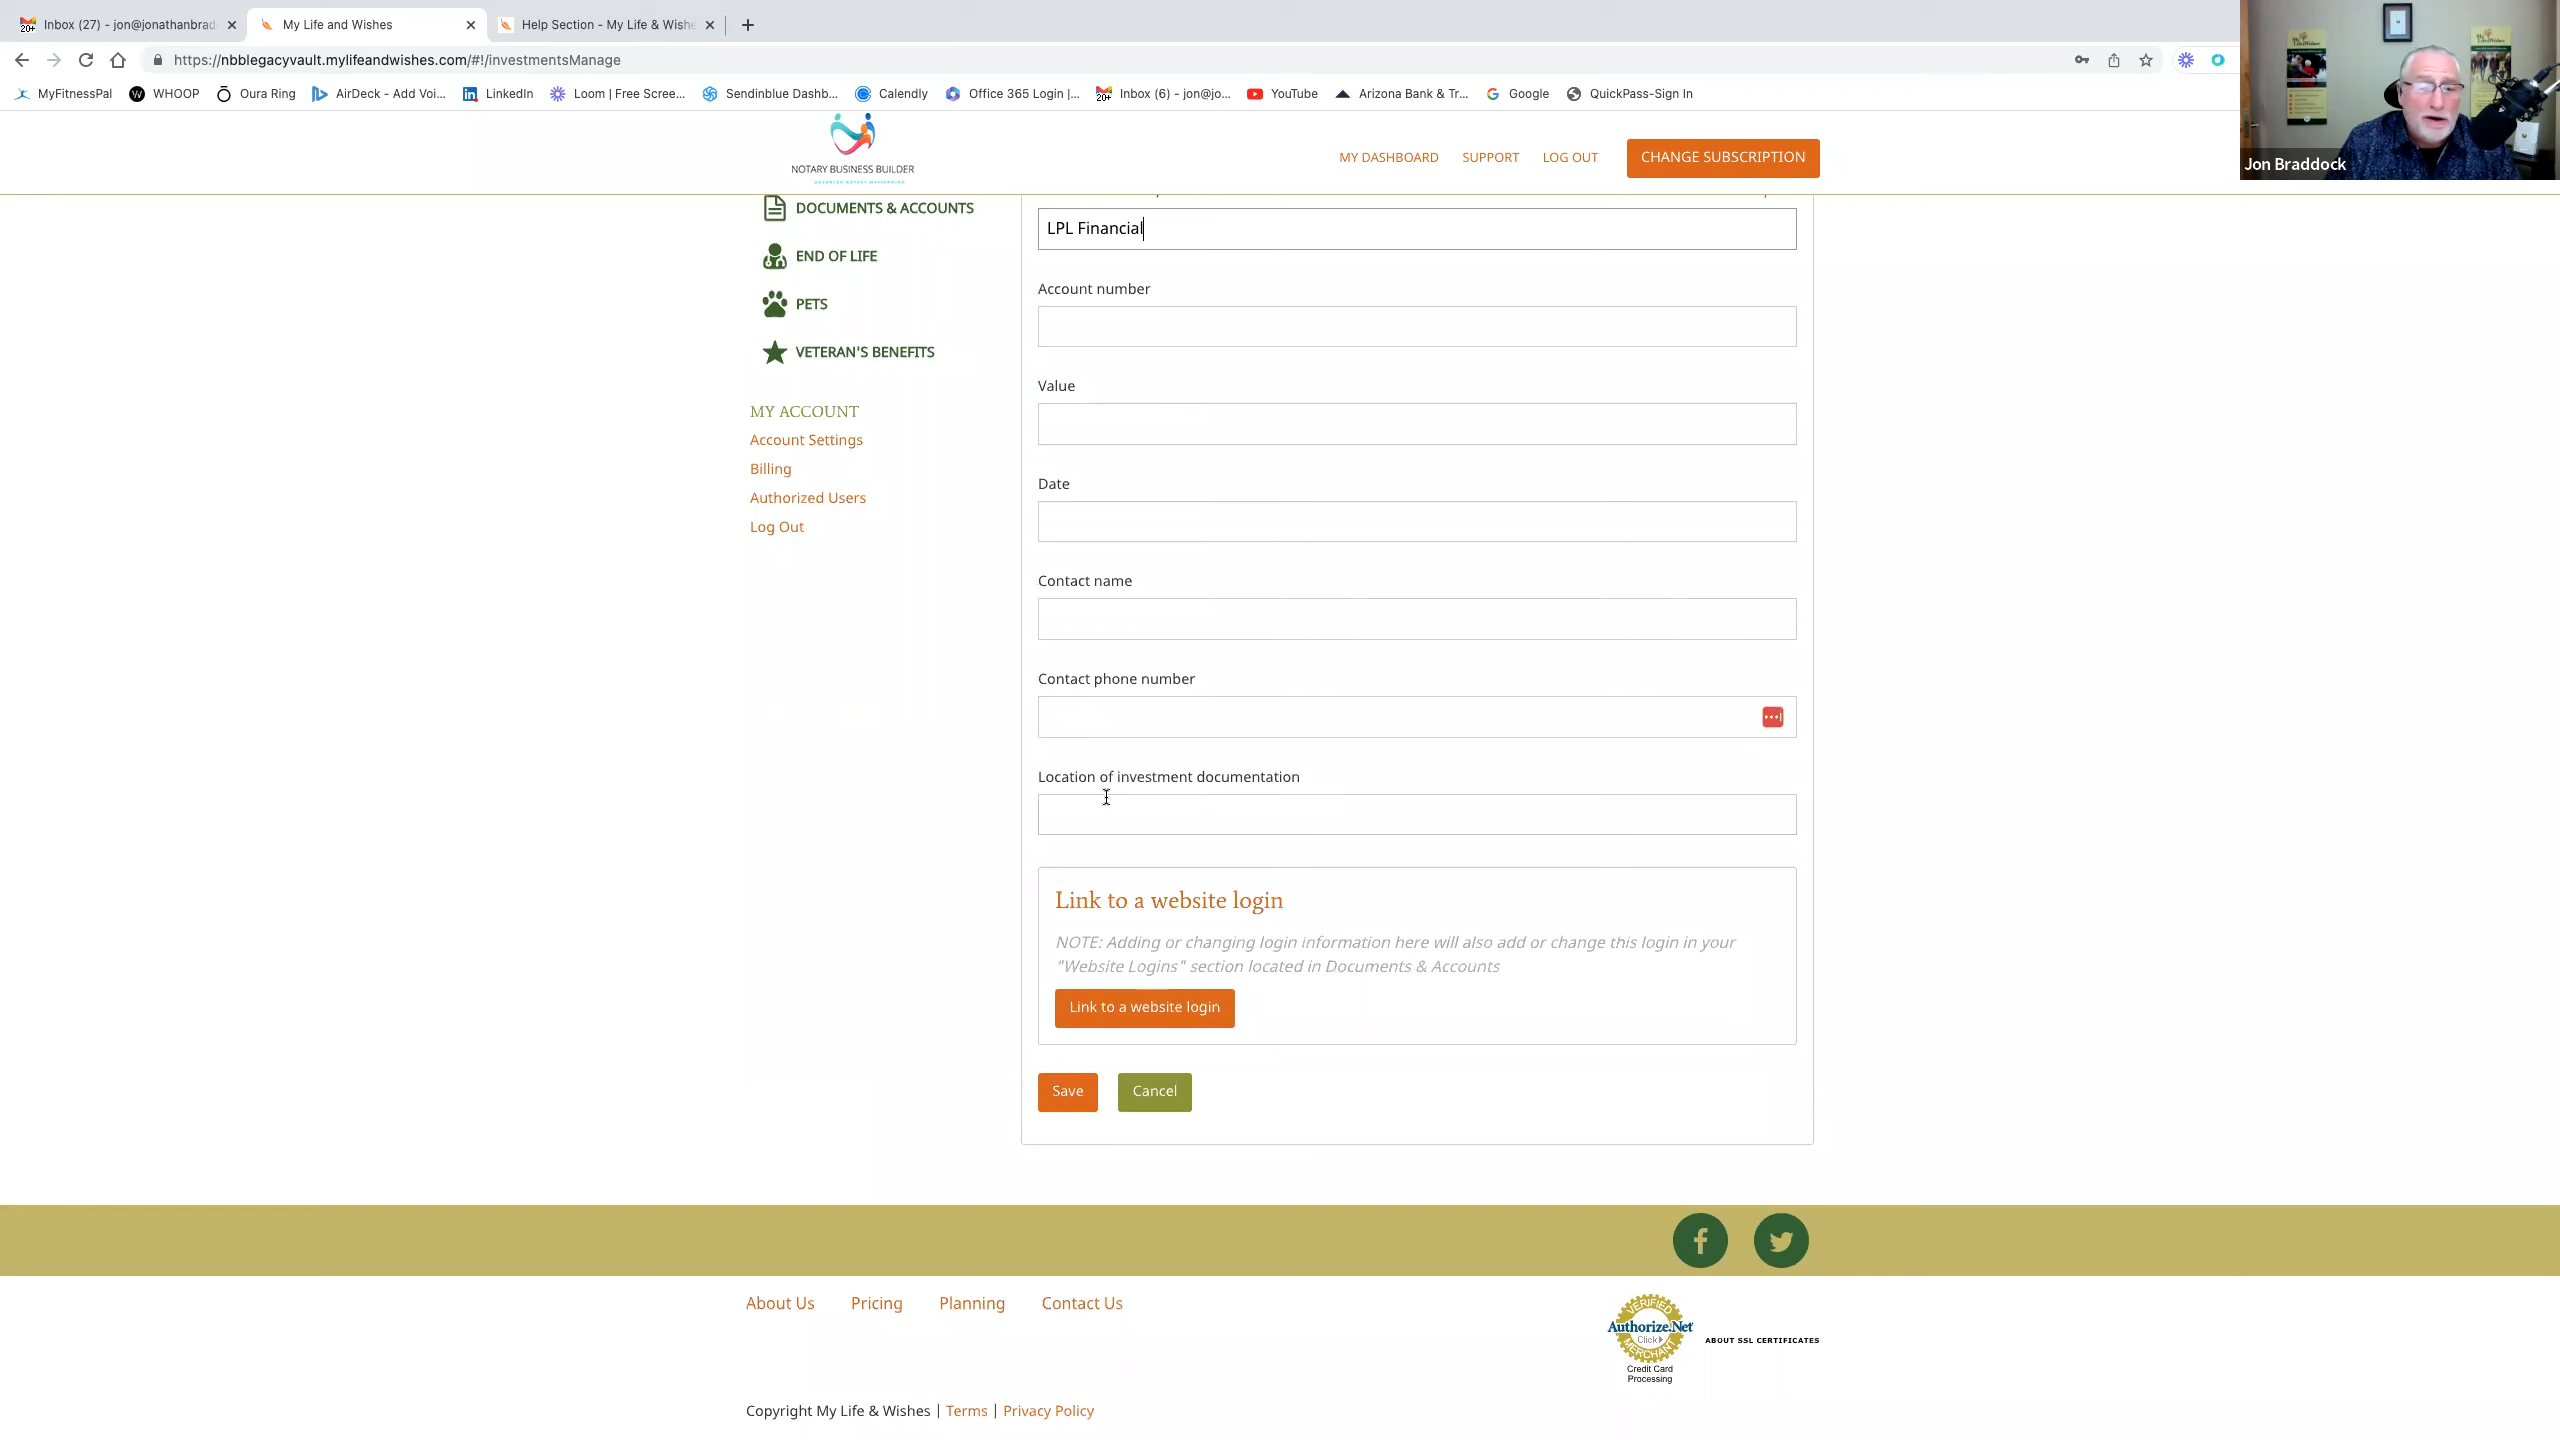 Inbox (27) - jon@jonathanbrad
My Life and Wishes
Help Section - My Life & Wishe
https://nbblegacyvault.mylifeandwishes.com/#!/investmentsManage
MyFitnessPal
WHOOP
Oura Ring
AirDeck - Add Voi...
LinkedIn
Loom | Free Scree...
Sendinblue Dashb...
Calendly
Office 365 Login |...
Inbox (6) - jon@jo...
YouTube
Arizona Bank & Tr...
Google
QuickPass-Sign In
Jon Braddock
NOTARY BUSINESS BUILDER
MY DASHBOARD
SUPPORT
LOG OUT
CHANGE SUBSCRIPTION
DOCUMENTS & ACCOUNTS
END OF LIFE
PETS
VETERAN'S BENEFITS
MY ACCOUNT
Account Settings
Billing
Authorized Users
Log Out
LPL Financial
Account number
Value
Date
Contact name
Contact phone number
Location of investment documentation
Link to a website login
NOTE: Adding or changing login information here will also add or change this login in your
"Website Logins" section located in Documents & Accounts
Link to a website login
Save
Cancel
About Us
Pricing
Planning
Contact Us
VERIFIED
Authorize.Net
Click
MERCHANT
Credit Card
Processing
ABOUT SSL CERTIFICATES
Copyright My Life & Wishes | Terms | Privacy Policy